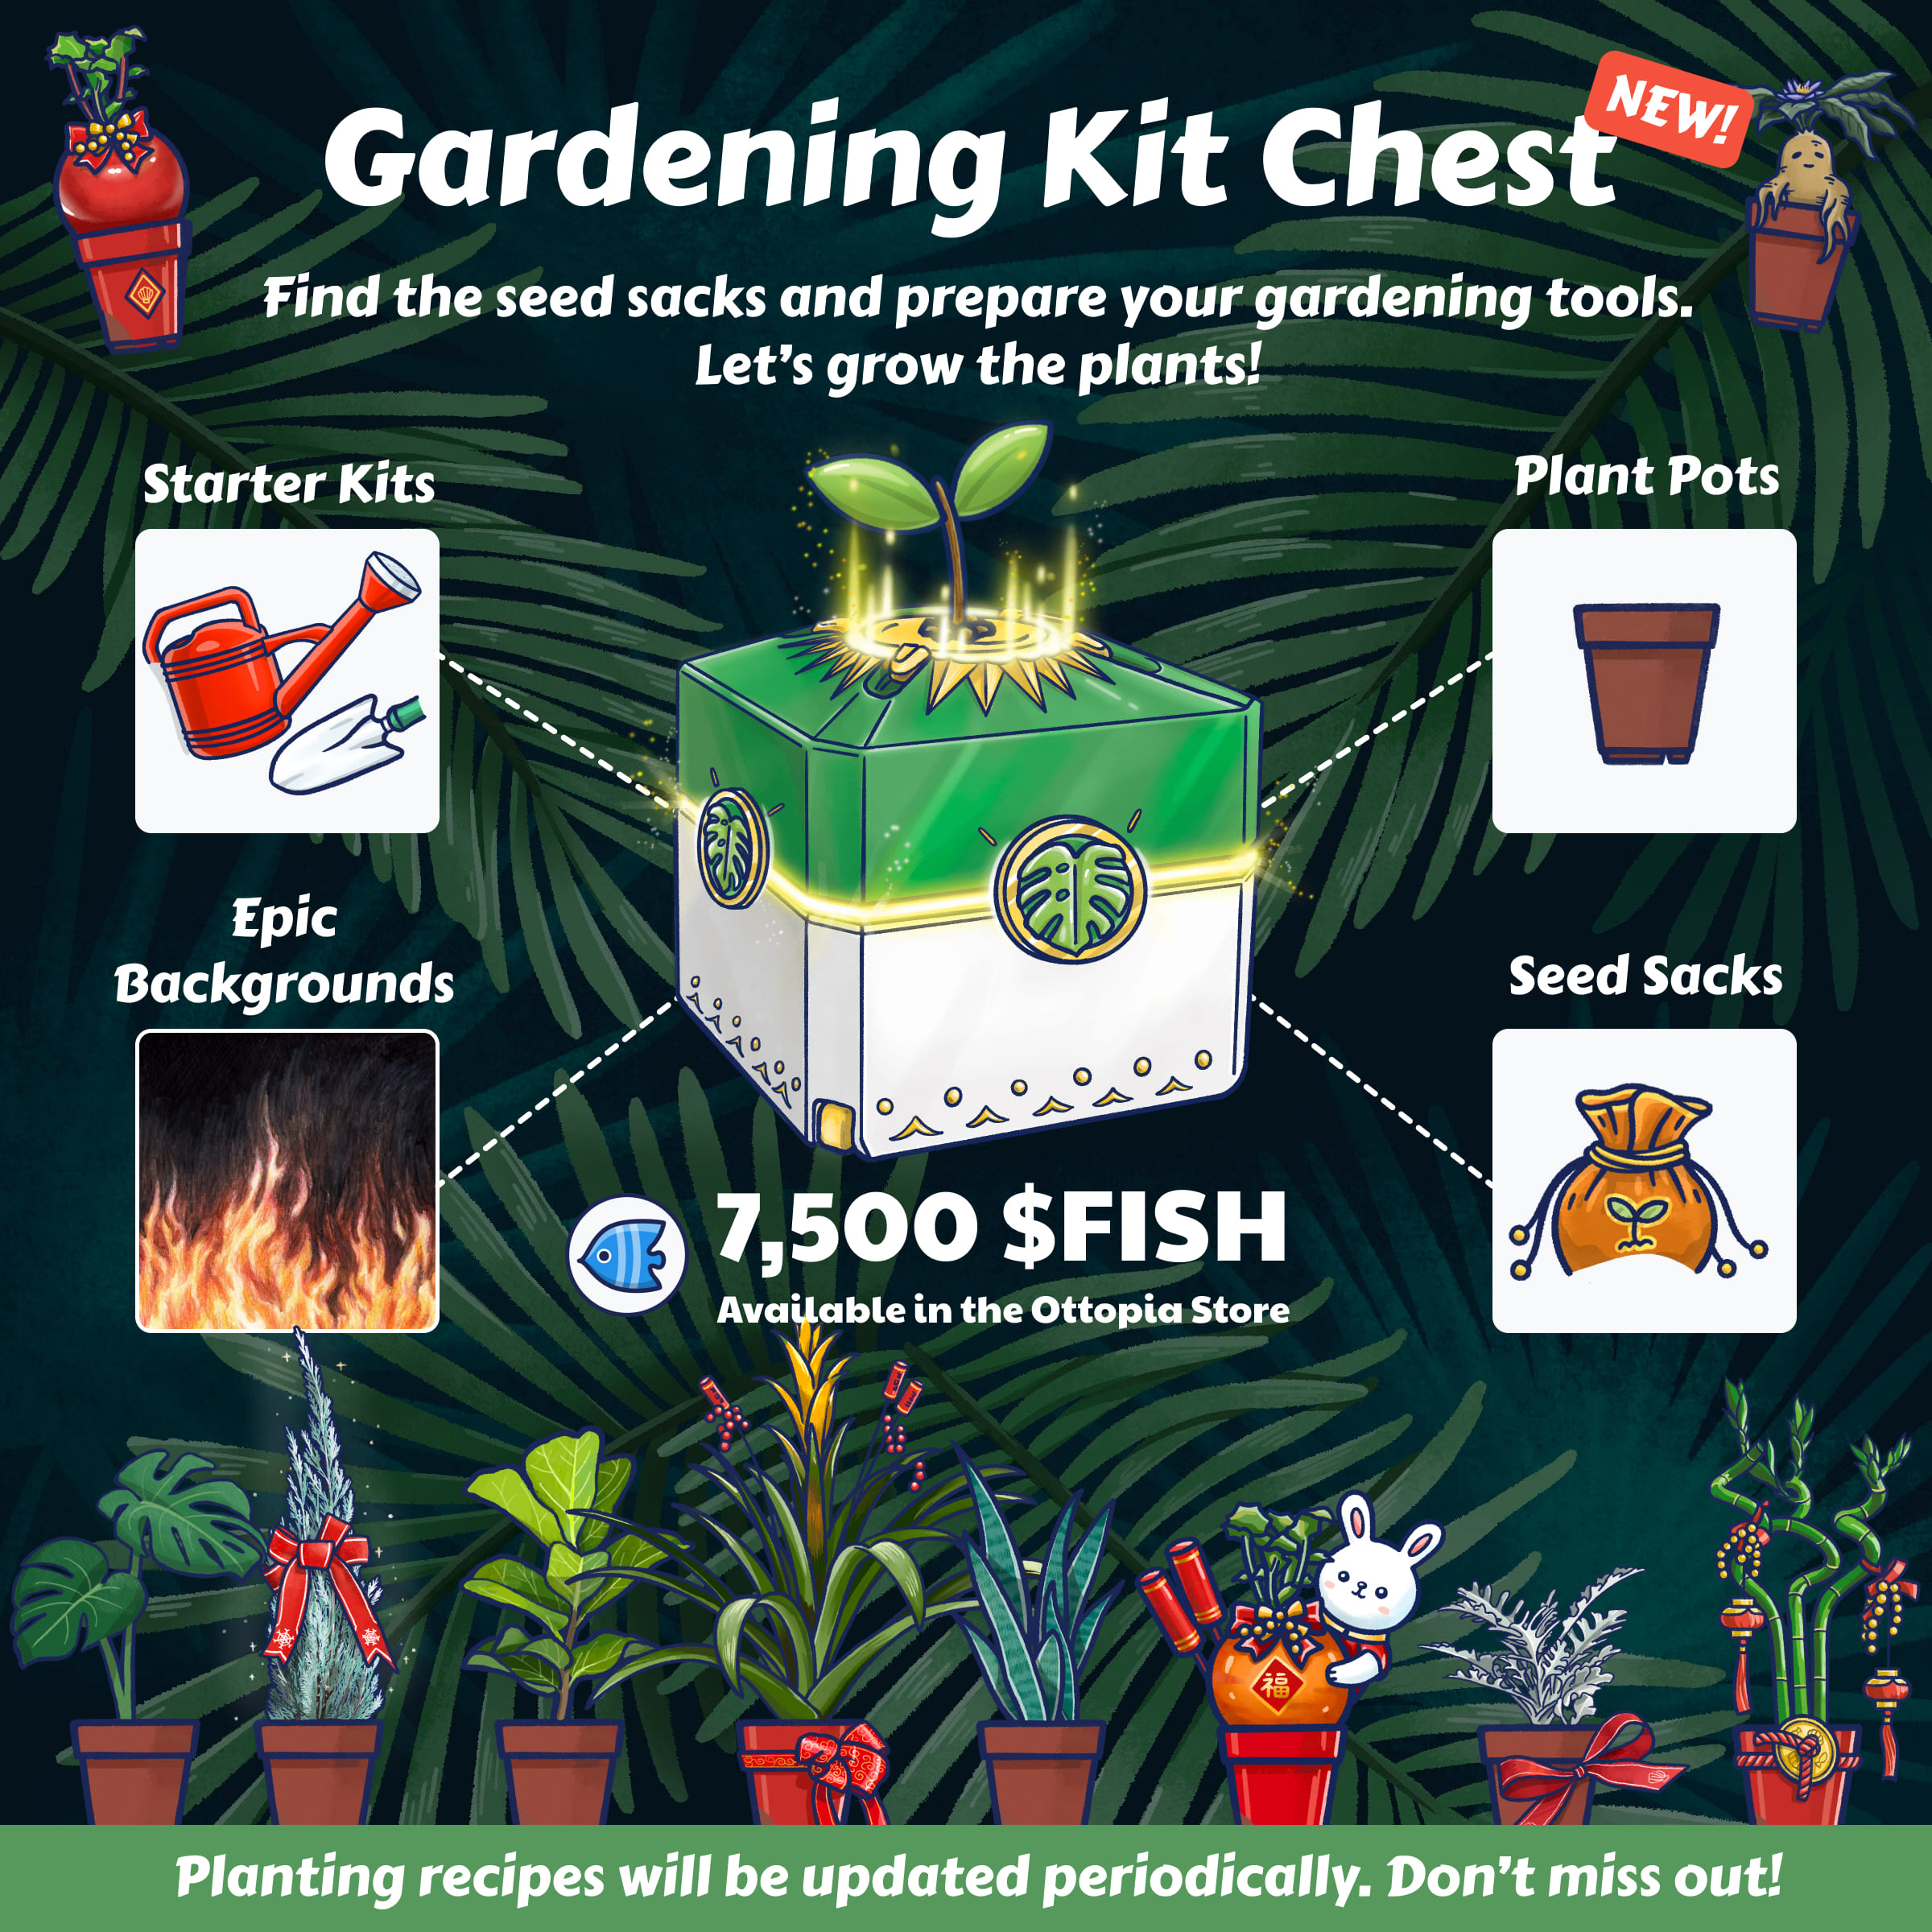 Gardening Kit Chest
NEW!
Find the seed sacks and prepare your gardening tools.
Let's grow the plants!
Starter Kits
Plant Pots
Epic
Backgrounds
Seed Sacks
7,500 $FISH
Available in the Ottopia Store
福
Planting recipes will be updated periodically. Don't miss out!